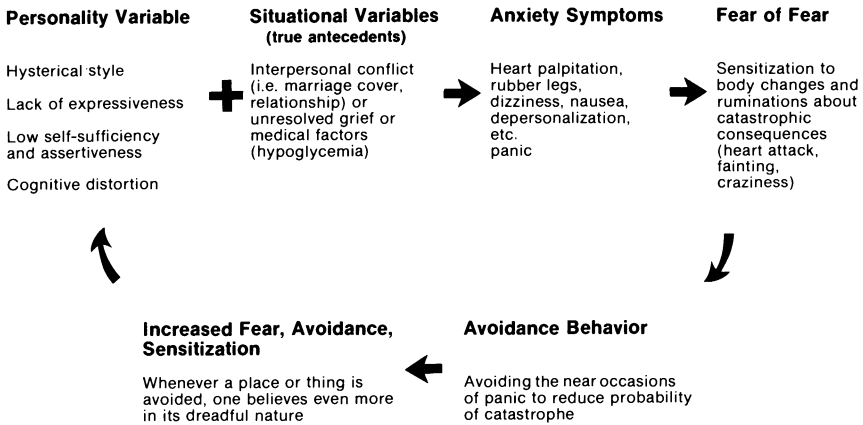 Personality Variable
Hysterical style
Lack of expressiveness
Low self-sufficiency
and assertiveness
Cognitive distortion
Situational Variables
(true antecedents)
Interpersonal conflict
(i.e. marriage cover,
relationship) or
unresolved grief or
medical factors
(hypoglycemia)
Anxiety Symptoms
Heart palpitation,
rubber legs,
dizziness, nausea,
depersonalization,
etc.
panic
Fear of Fear
Sensitization to
body changes and
ruminations about
catastrophic
consequences
(heart attack,
fainting,
craziness)
Avoidance Behavior
Avoiding the near occasions
of panic to reduce probability
of catastrophe
Increased Fear, Avoidance,
Sensitization
Whenever a place or thing is
avoided, one believes even more
in its dreadful nature